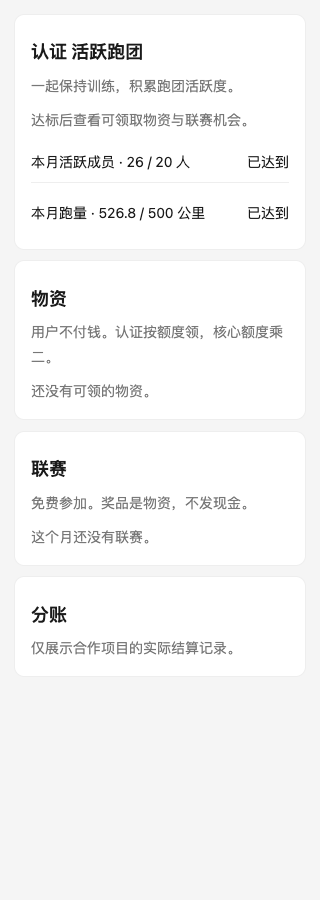 认证 活跃跑团
一起保持训练，积累跑团活跃度。
达标后查看可领取物资与联赛机会。
本月活跃成员 · 26 / 20 人 已达到
本月跑量 · 526.8 / 500 公里 已达到
物资
用户不付钱。认证按额度领，核心额度乘
二。
还没有可领的物资。
联赛
免费参加。奖品是物资，不发现金。
这个月还没有联赛。
分账
仅展示合作项目的实际结算记录。